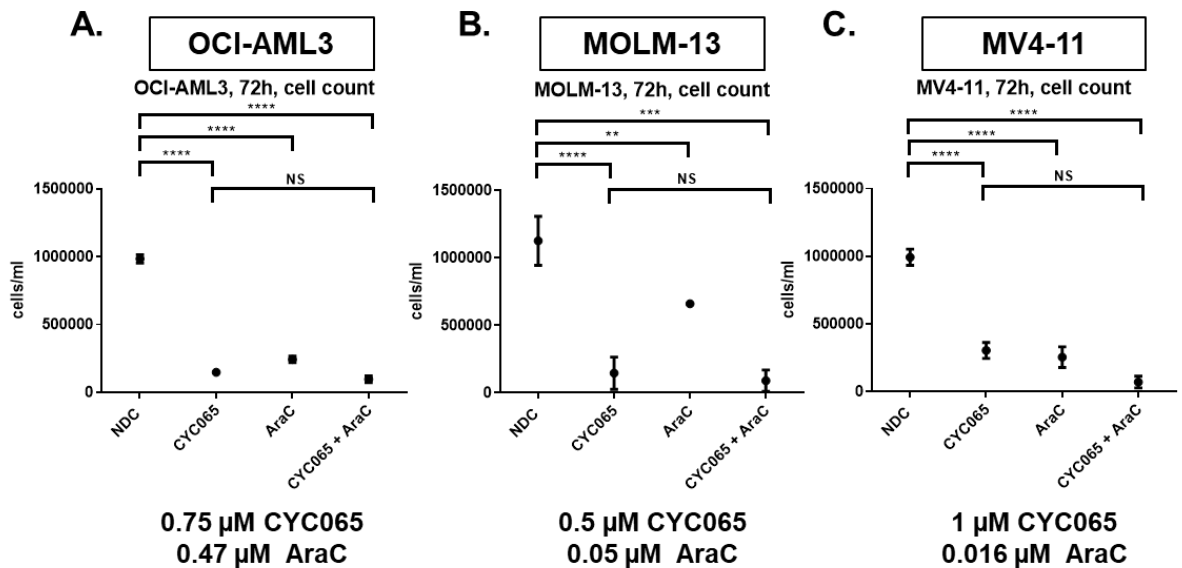 A.
OCI-AML3
OCI-AML3, 72h, cell count
****
****
****
NS
1500000
1000000
500000
0
cells/ml
NDC
CYC065
AraC
CYC065 + AraC
0.75 µM CYC065
0.47 µM AraC
B.
MOLM-13
MOLM-13, 72h, cell count
***
**
****
NS
1500000
1000000
500000
0
cells/ml
NDC
CYC065
AraC
CYC065 + AraC
0.5 µM CYC065
0.05 µM AraC
C.
MV4-11
MV4-11, 72h, cell count
****
****
****
NS
1500000
1000000
500000
0
cells/ml
NDC
CYC065
AraC
CYC065 + AraC
1 µM CYC065
0.016 µM AraC